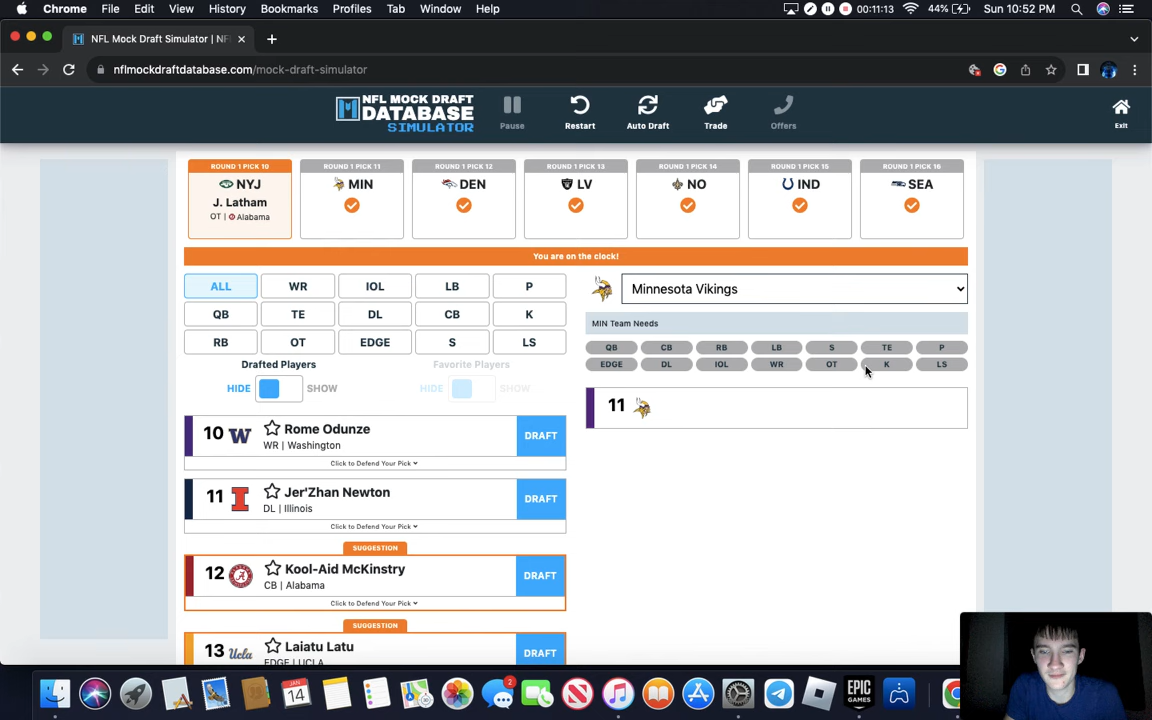 Chrome File Edit View History Bookmarks Profiles Tab Window Help 00:11:13 44% Sun 10:52 PM
NFL Mock Draft Simulator | NF
nflmockdraftdatabase.com/mock-draft-simulator
NFL MOCK DRAFT
DATABASE
SIMULATOR
Pause Restart Auto Draft Trade Offers Exit
ROUND 1 PICK 10 ROUND 1 PICK 11 ROUND 1 PICK 12 ROUND 1 PICK 13 ROUND 1 PICK 14 ROUND 1 PICK 15 ROUND 1 PICK 16
NYJ MIN DEN LV NO IND SEA
J. Latham
OT | Alabama
You are on the clock!
ALL WR IOL LB P
QB TE DL CB K
RB OT EDGE S LS
Drafted Players Favorite Players
HIDE SHOW HIDE SHOW
10 W Rome Odunze DRAFT
WR | Washington
Click to Defend Your Pick
11 I Jer'Zhan Newton DRAFT
DL | Illinois
Click to Defend Your Pick
SUGGESTION
12 A Kool-Aid McKinstry DRAFT
CB | Alabama
Click to Defend Your Pick
SUGGESTION
13 Ucla Laiatu Latu DRAFT
EDGE | UCLA
Minnesota Vikings
MIN Team Needs
QB CB RB LB S TE P
EDGE DL IOL WR OT K LS
11
2
JAN
14
EPIC
GAMES